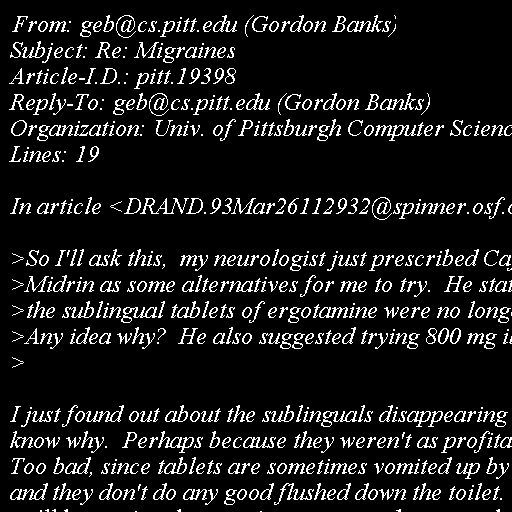 From: geb@cs.pitt.edu (Gordon Banks)
Subject: Re: Migraines
Article-I.D.: pitt.19398
Reply-To: geb@cs.pitt.edu (Gordon Banks)
Organization: Univ. of Pittsburgh Computer Scienc
Lines: 19

In article <DRAND.93Mar26112932@spinner.osf.

>So I'll ask this,  my neurologist just prescribed Ca
>Midrin as some alternatives for me to try.  He stat
>the sublingual tablets of ergotamine were no long
>Any idea why?  He also suggested trying 800 mg i
>

I just found out about the sublinguals disappearing
know why.  Perhaps because they weren't as profita
Too bad, since tablets are sometimes vomited up by
and they don't do any good flushed down the toilet.